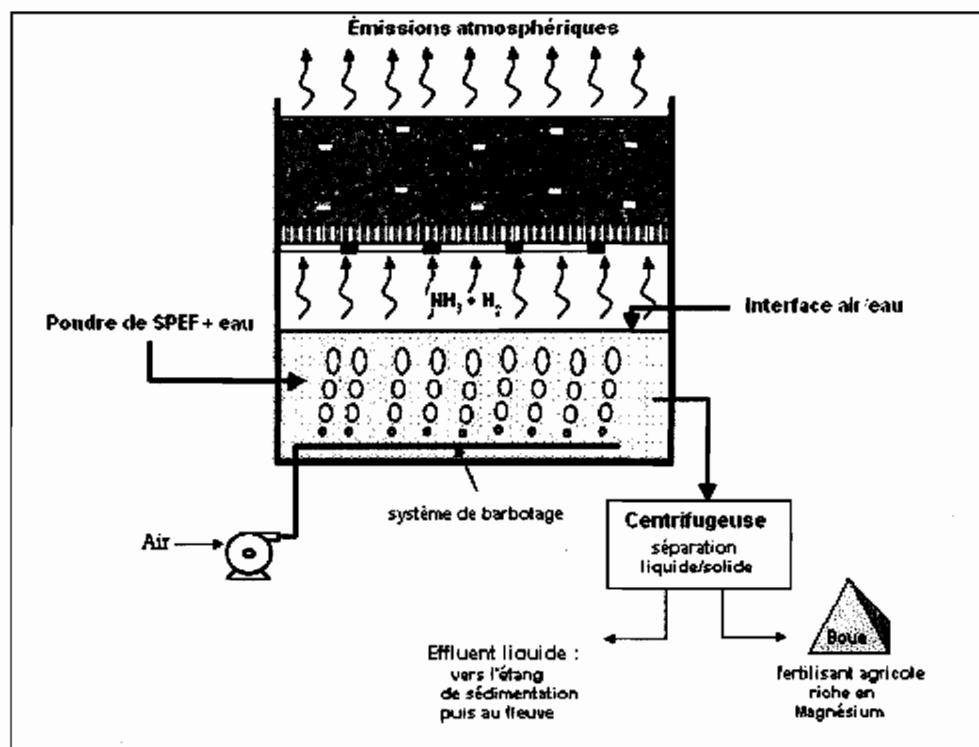 Émissions atmosphériques
NH₃ + H₂
Interface air/eau
Poudre de SPEF + eau
système de barbotage
Air
Centrifugeuse
séparation
liquide/solide
Boue
Effluent liquide :
vers l'étang
de sédimentation
puis au fleuve
fertilisant agricole
riche en
Magnésium